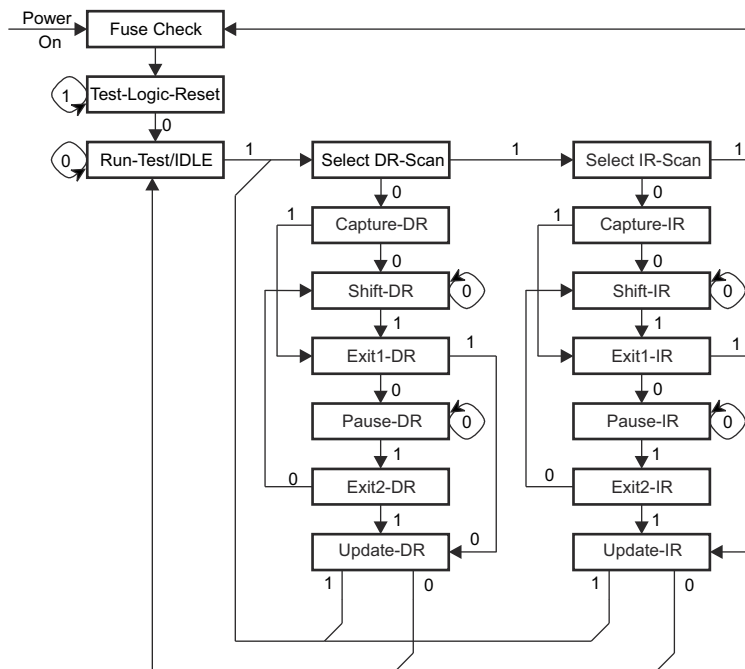 Power
On
Fuse Check
1
Test-Logic-Reset
0
0
Run-Test/IDLE
1
Select DR-Scan
1
Select IR-Scan
1
0
0
1
Capture-DR
1
Capture-IR
0
0
Shift-DR
0
Shift-IR
0
1
1
Exit1-DR
1
Exit1-IR
1
0
0
Pause-DR
0
Pause-IR
0
1
1
0
Exit2-DR
0
Exit2-IR
1
1
Update-DR
0
Update-IR
1
0
1
0